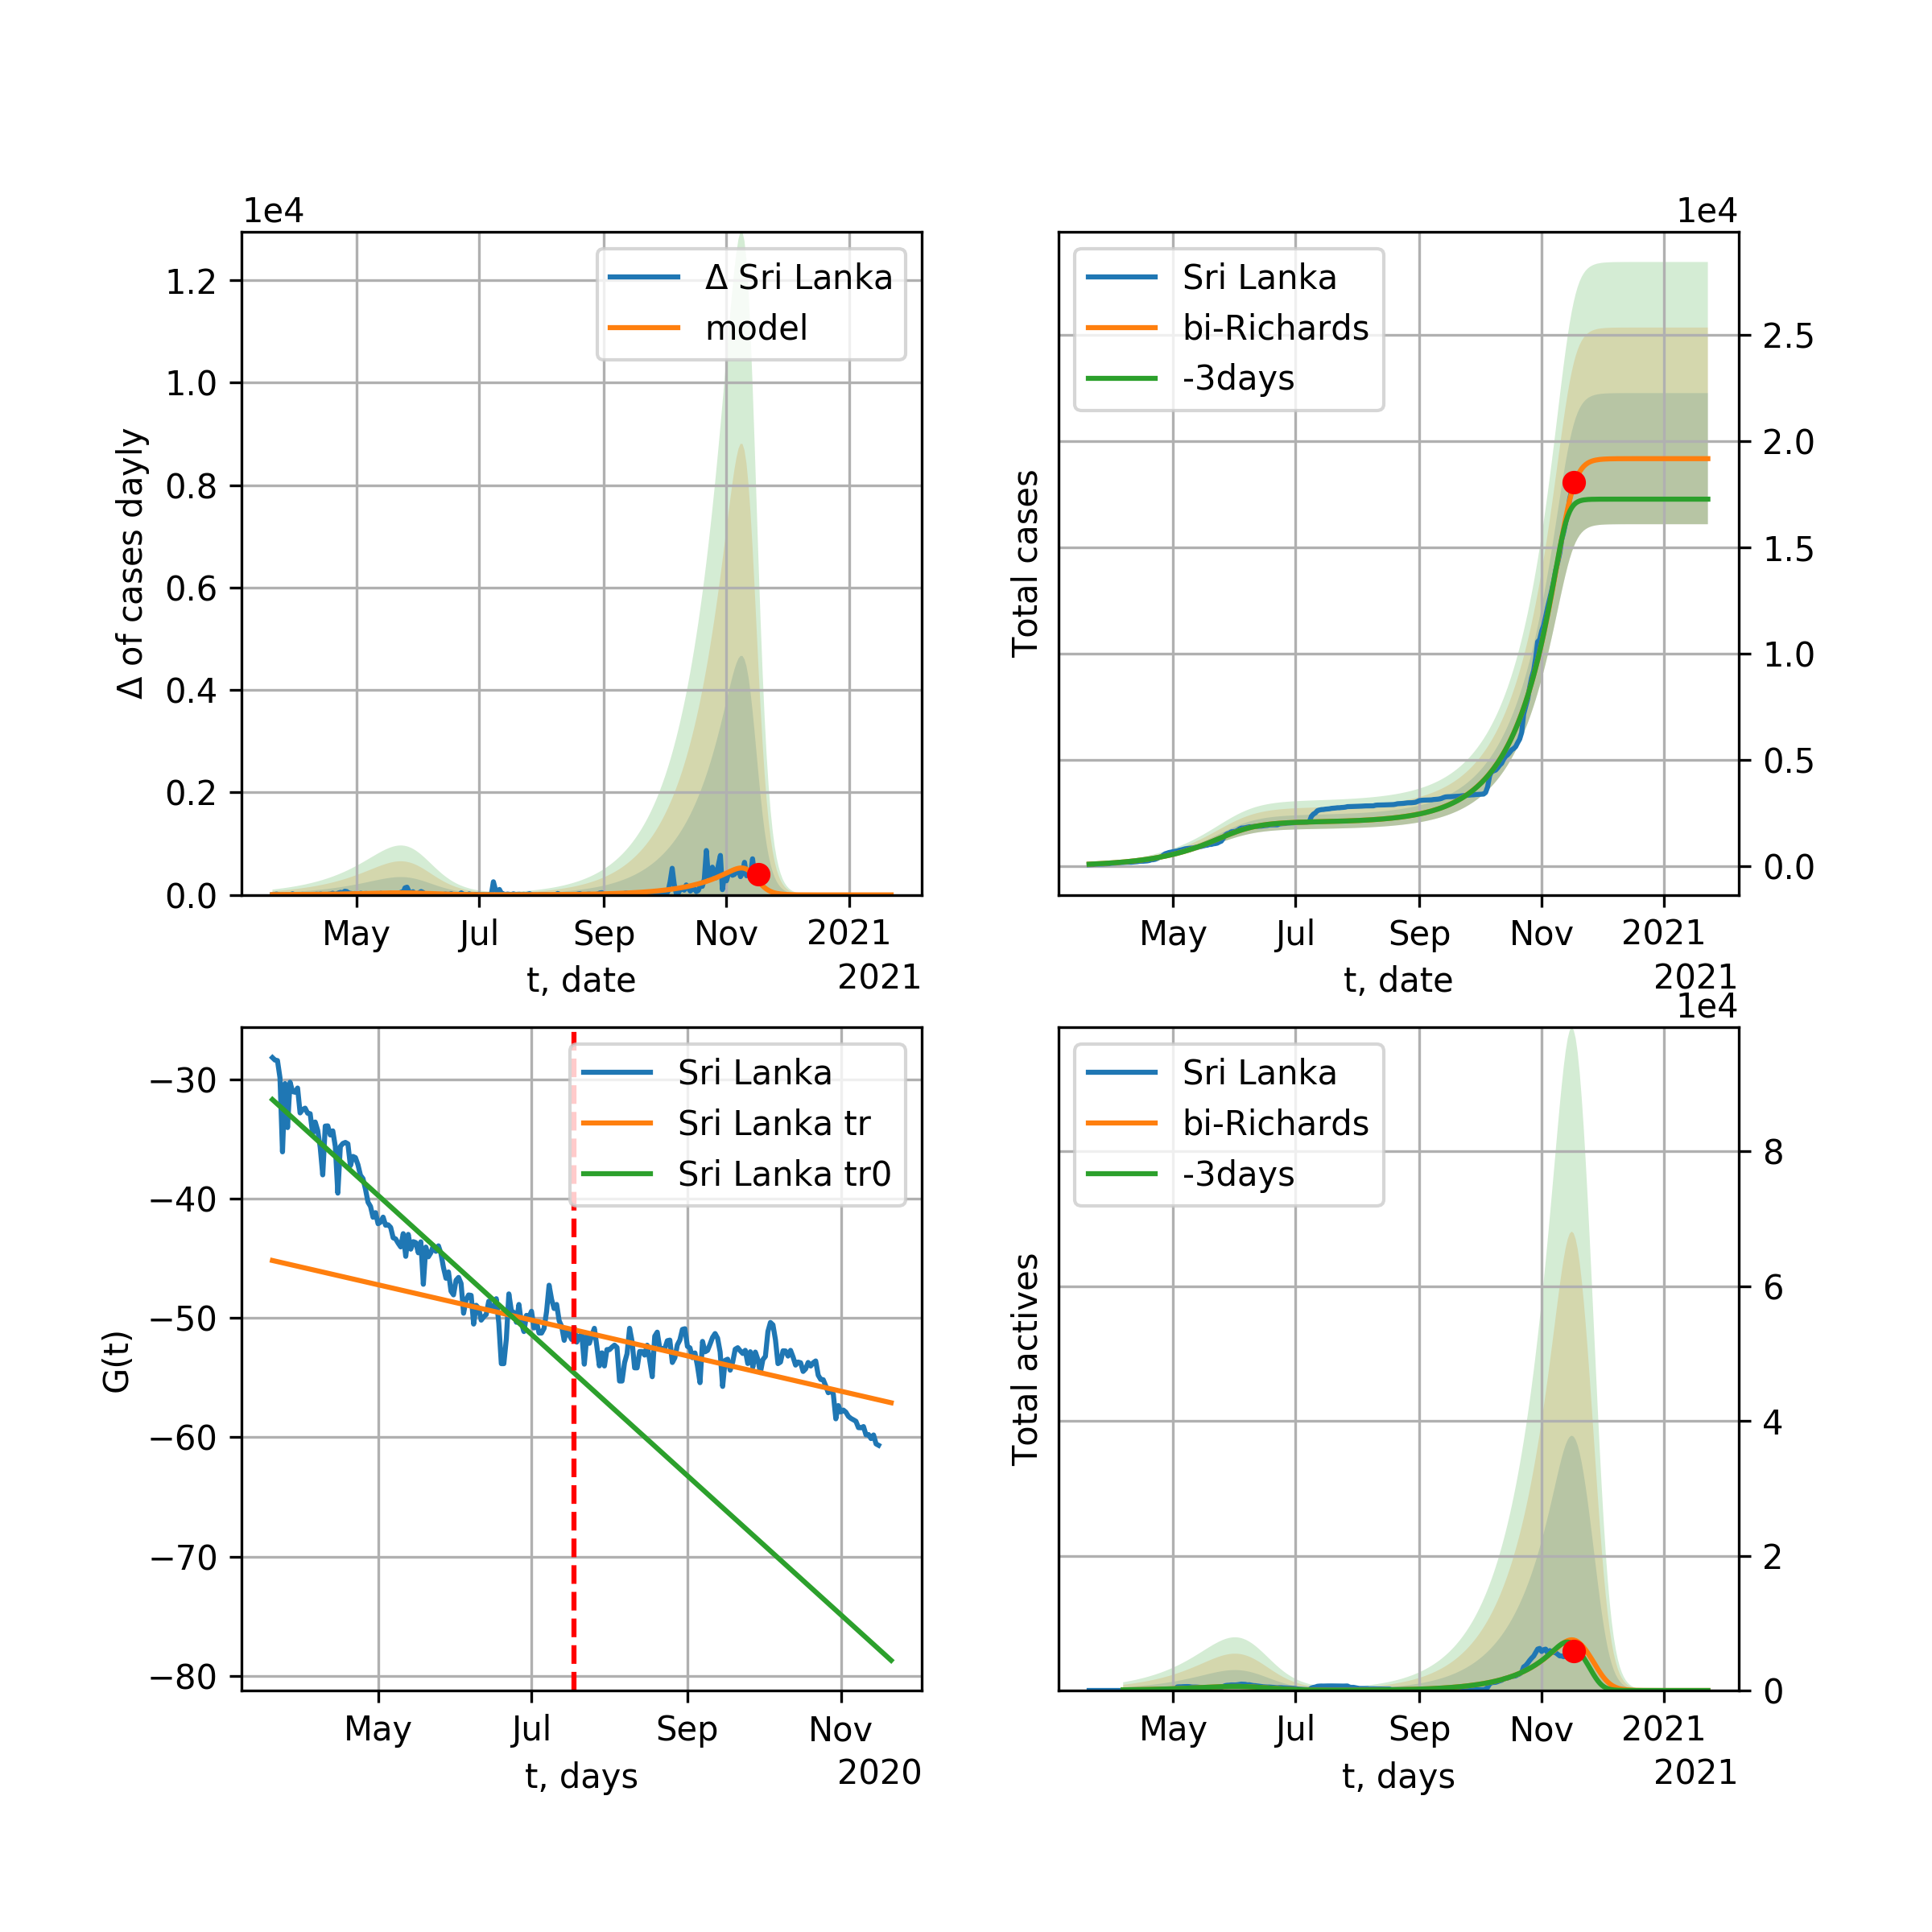 1e4
1.2
1.0
0.8
0.6
0.4
0.2
0.0
Δ of cases dayly
Δ Sri Lanka
model
May Jul Sep Nov 2021
t, date
2021
1e4
Sri Lanka
bi-Richards
-3days
Total cases
2.5
2.0
1.5
1.0
0.5
0.0
May Jul Sep Nov 2021
t, date
2021
−30
−40
−50
−60
−70
−80
G(t)
Sri Lanka
Sri Lanka tr
Sri Lanka tr0
May Jul Sep Nov
t, days
2020
1e4
Sri Lanka
bi-Richards
-3days
Total actives
8
6
4
2
0
May Jul Sep Nov 2021
t, days
2021